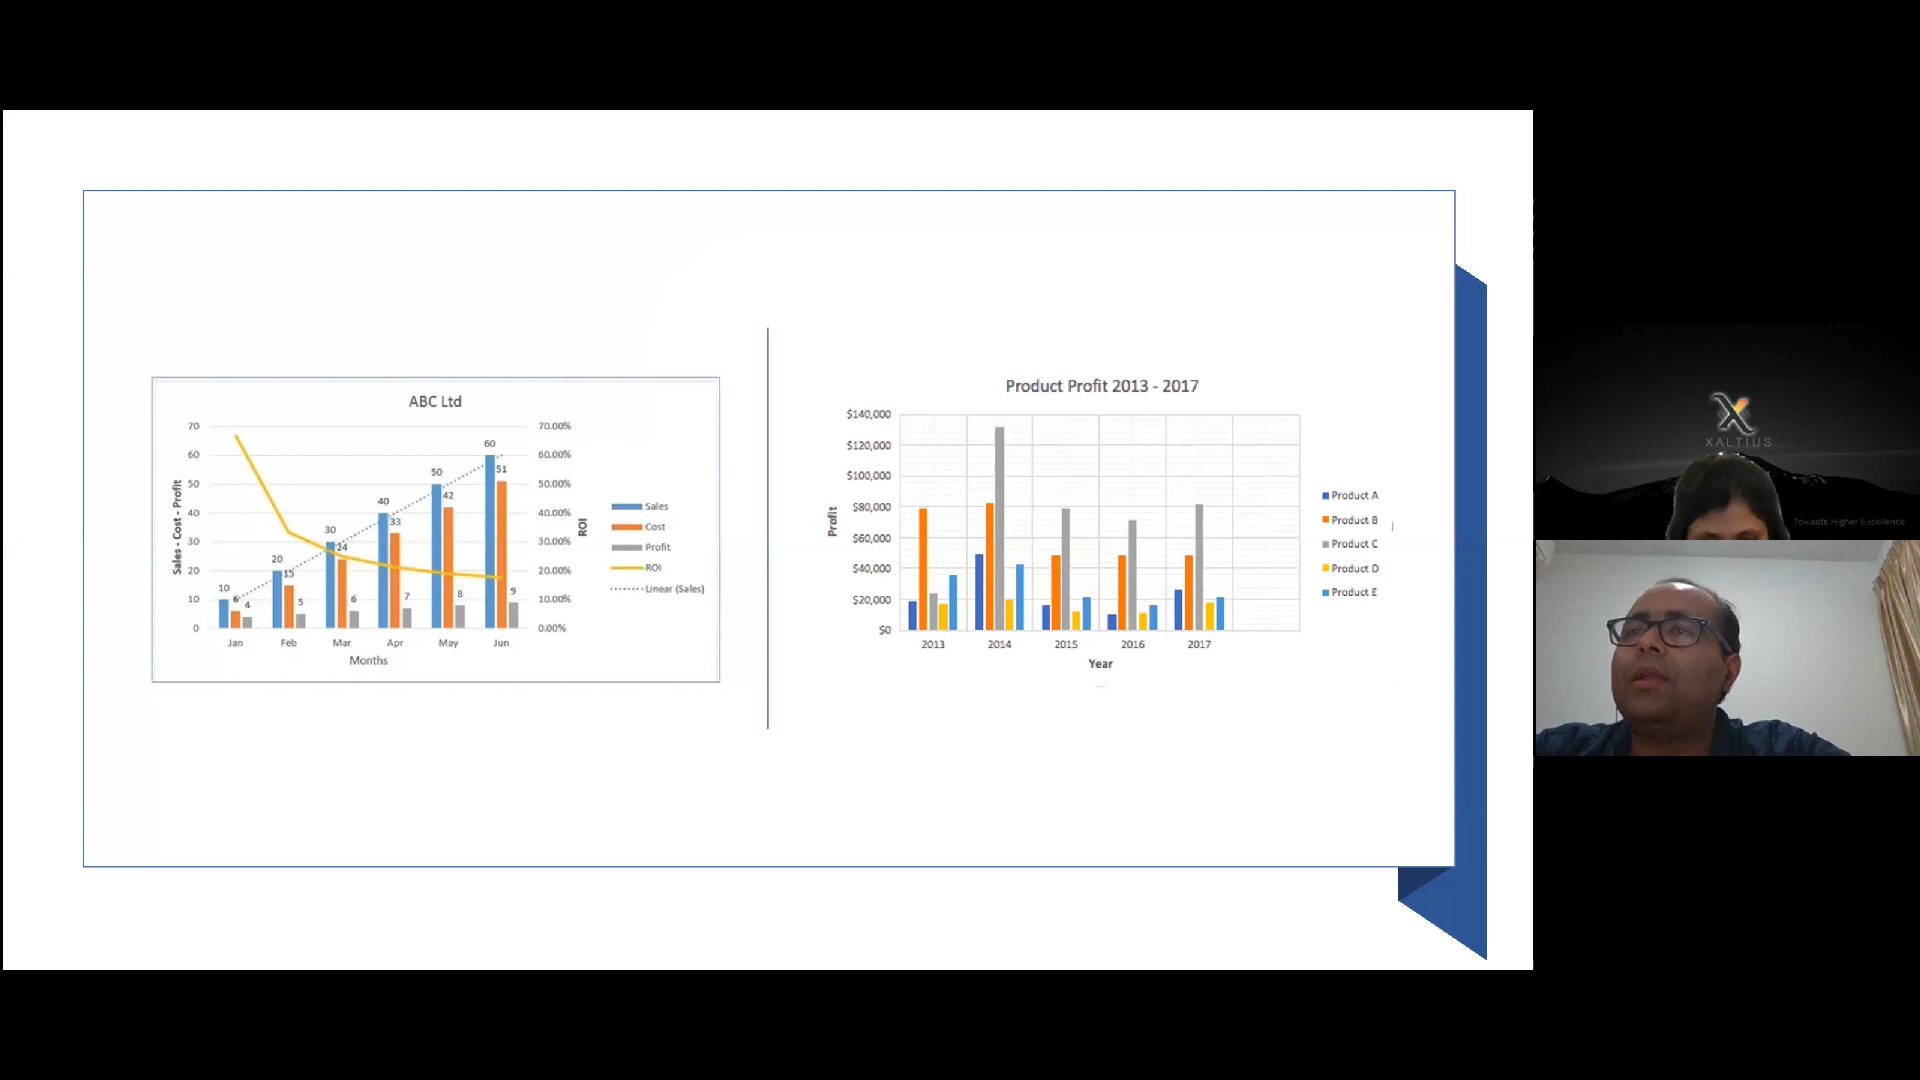 ABC Ltd
70
60
50
40
30
20
10
0
Sales - Cost - Profit
10
6
4
20
15
5
30
24
6
40
33
7
50
42
8
60
51
9
70.00%
60.00%
50.00%
40.00%
30.00%
20.00%
10.00%
0.00%
ROI
Jan Feb Mar Apr May Jun
Months
Sales
Cost
Profit
ROI
Linear (Sales)
Product Profit 2013 - 2017
$140,000
$120,000
$100,000
$80,000
$60,000
$40,000
$20,000
$0
Profit
2013 2014 2015 2016 2017
Year
Product A
Product B
Product C
Product D
Product E
XALTIUS
Towards Higher Excellence